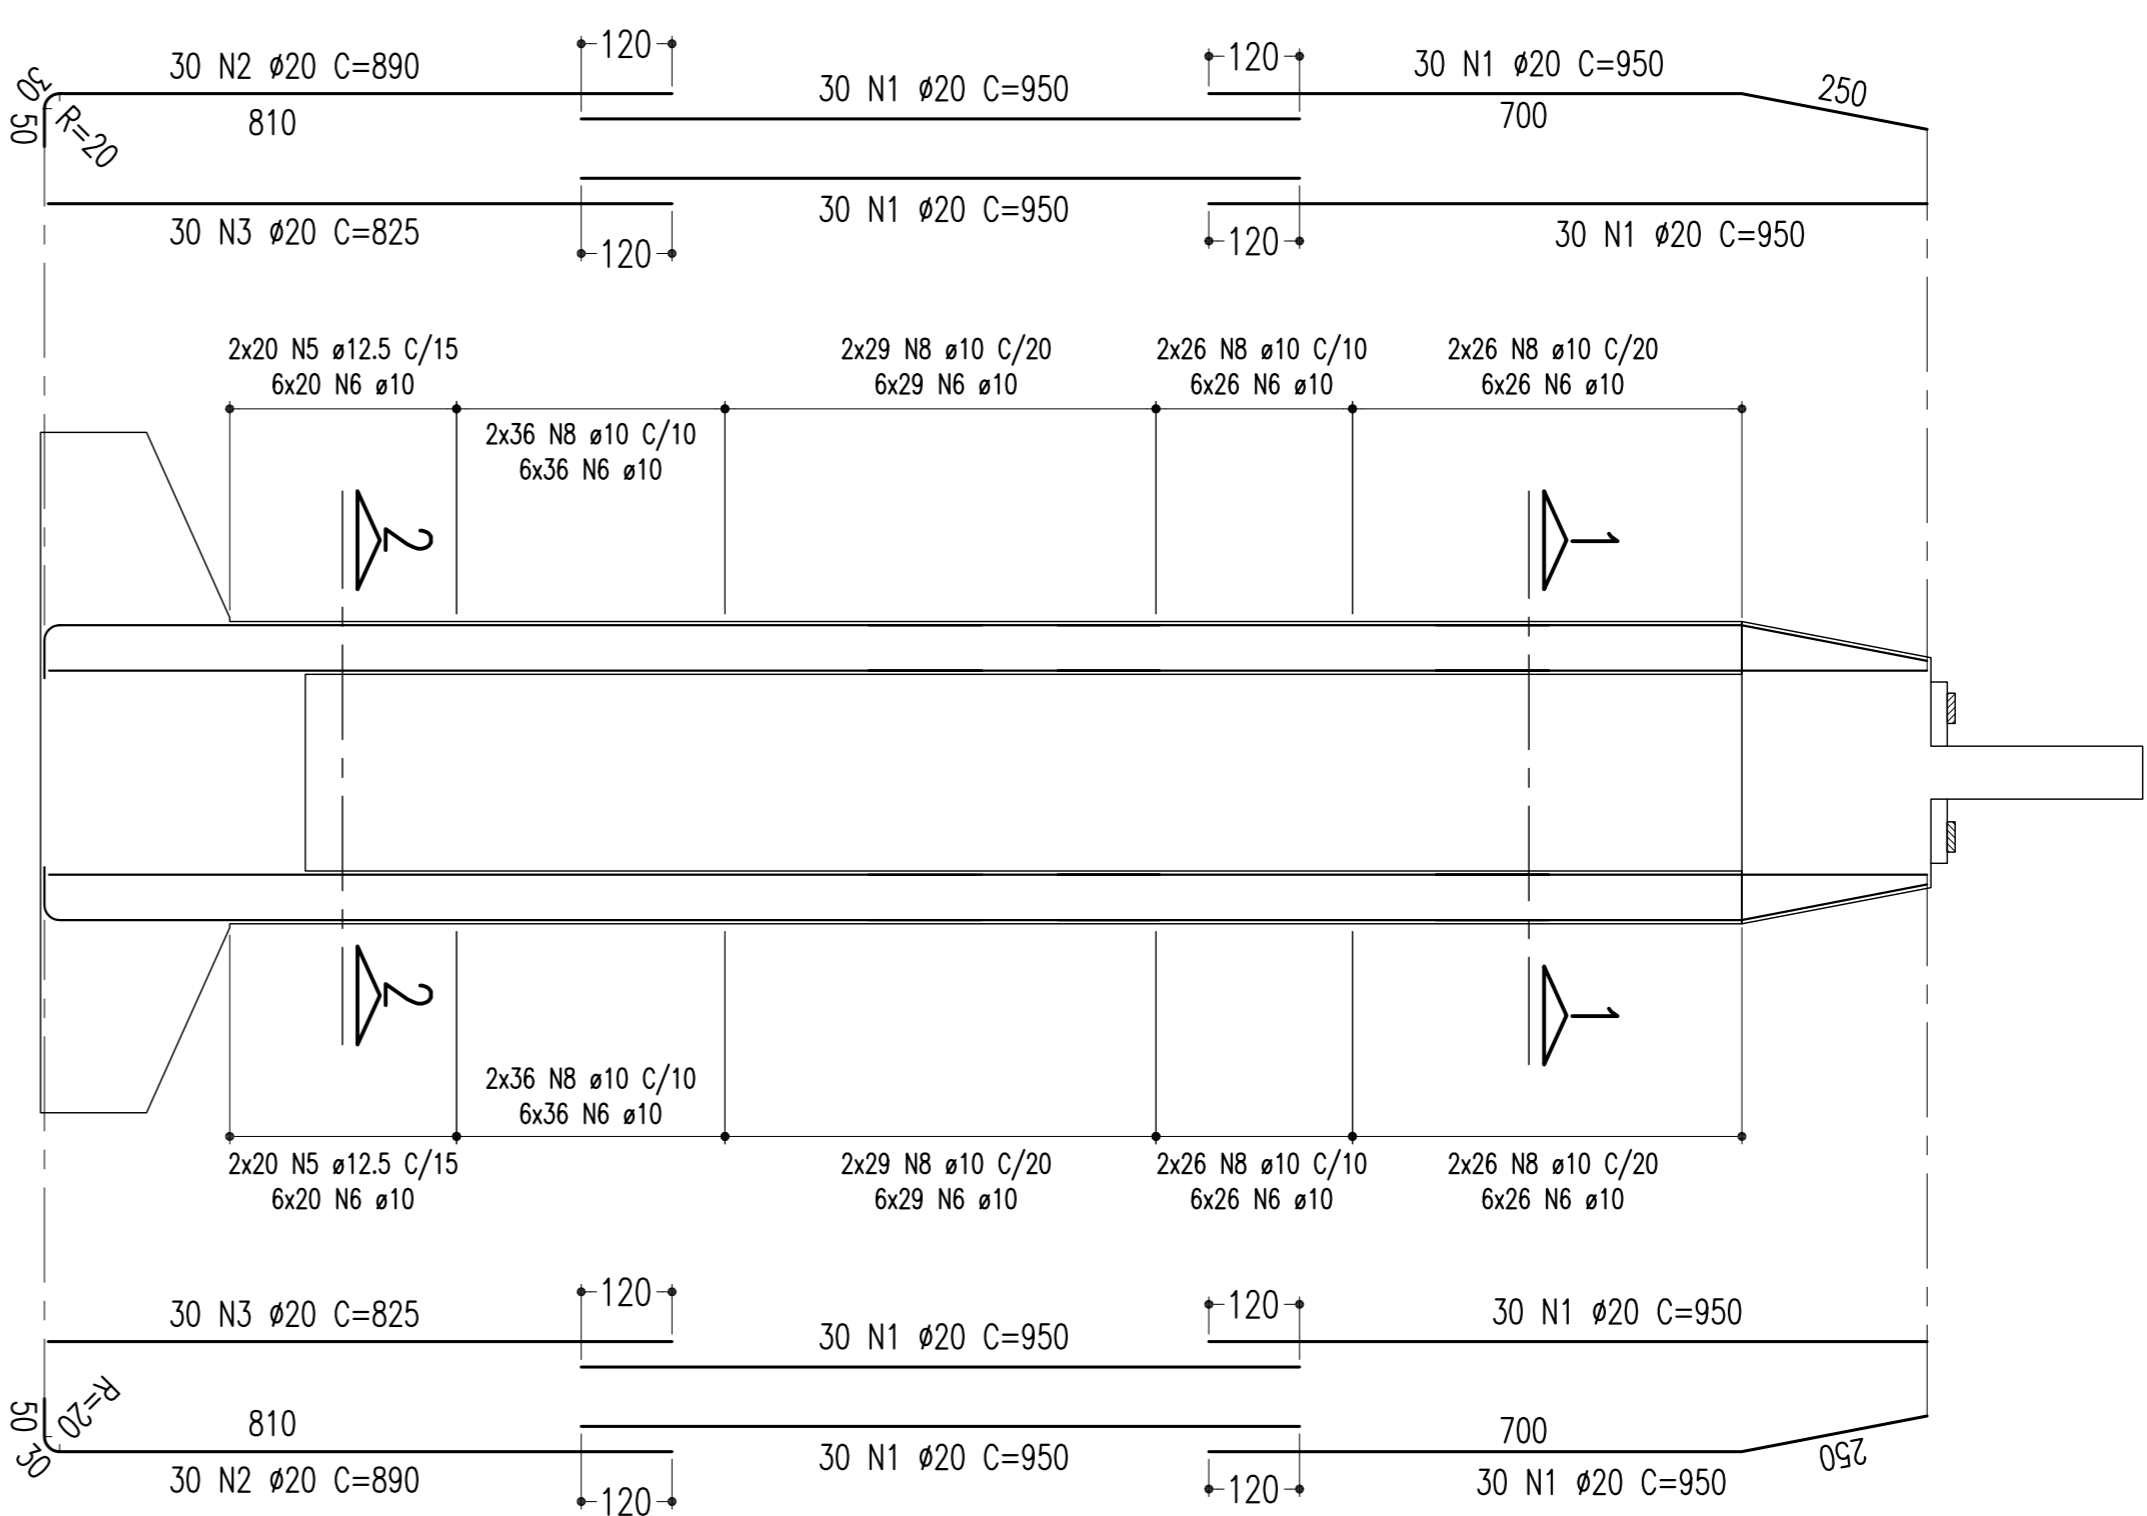 30 N2 ø20 C=890
120
30 N1 ø20 C=950
120
30 N1 ø20 C=950
250
30
50
R=20
810
700
30 N3 ø20 C=825
120
30 N1 ø20 C=950
120
30 N1 ø20 C=950
2x20 N5 ø12.5 C/15
6x20 N6 ø10
2x36 N8 ø10 C/10
6x36 N6 ø10
2x29 N8 ø10 C/20
6x29 N6 ø10
2x26 N8 ø10 C/10
6x26 N6 ø10
2x26 N8 ø10 C/20
6x26 N6 ø10
2
1
2
1
2x36 N8 ø10 C/10
6x36 N6 ø10
2x20 N5 ø12.5 C/15
6x20 N6 ø10
2x29 N8 ø10 C/20
6x29 N6 ø10
2x26 N8 ø10 C/10
6x26 N6 ø10
2x26 N8 ø10 C/20
6x26 N6 ø10
30 N3 ø20 C=825
120
30 N1 ø20 C=950
120
30 N1 ø20 C=950
R=20
50
30
810
700
250
30 N2 ø20 C=890
120
30 N1 ø20 C=950
120
30 N1 ø20 C=950